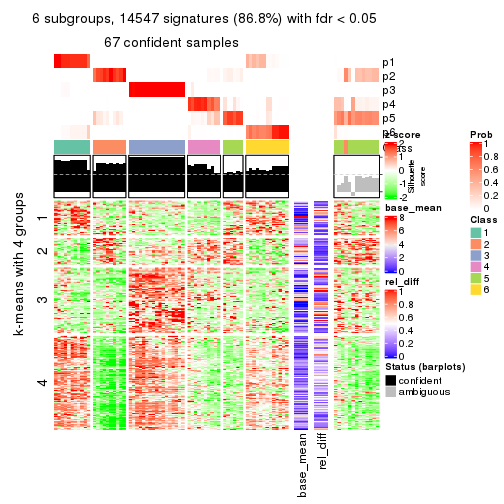 6 subgroups, 14547 signatures (86.8%) with fdr < 0.05
67 confident samples
p1
p2
p3
p4
p5
p6
Class
z-score
2
1
0
-1
-2
Silhouette
score
Prob
1
0.8
0.6
0.4
0.2
0
base_mean
8
6
4
2
0
Class
1
2
3
4
5
6
rel_diff
1
0.8
0.6
0.4
0.2
0
Status (barplots)
confident
ambiguous
k-means with 4 groups
1
2
3
4
base_mean
rel_diff